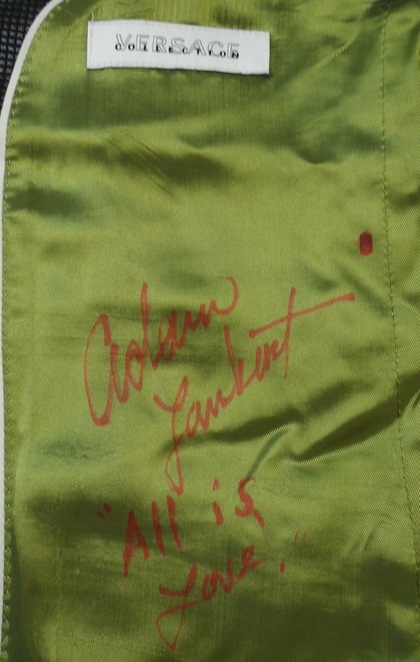 VERSACE
Adam
Lambert
"All is
Love."